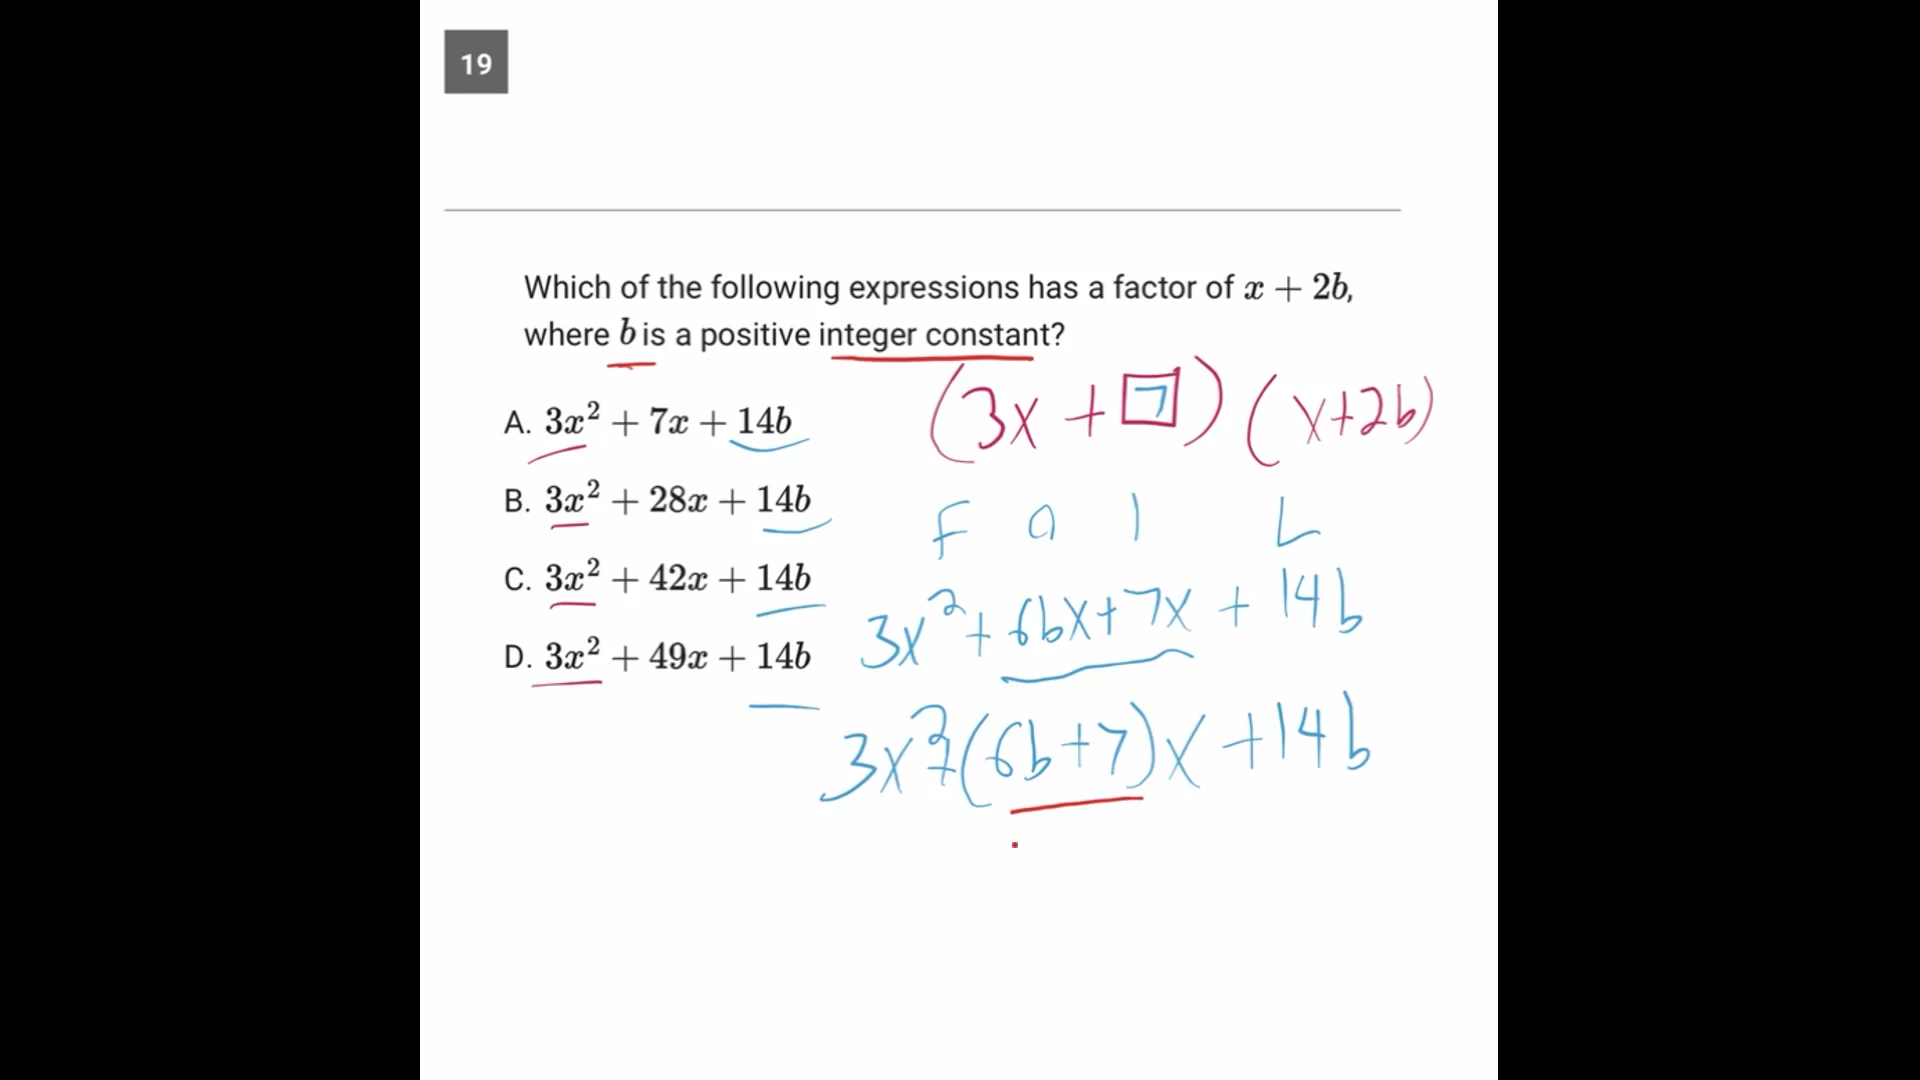 19
Which of the following expressions has a factor of x + 2b,
where b is a positive integer constant?
A. 3x² + 7x + 14b
B. 3x² + 28x + 14b
C. 3x² + 42x + 14b
D. 3x² + 49x + 14b
(3x + 7) (x+2b)
F O I L
3x² + 6bx + 7x + 14b
3x² + (6b+7)x + 14b